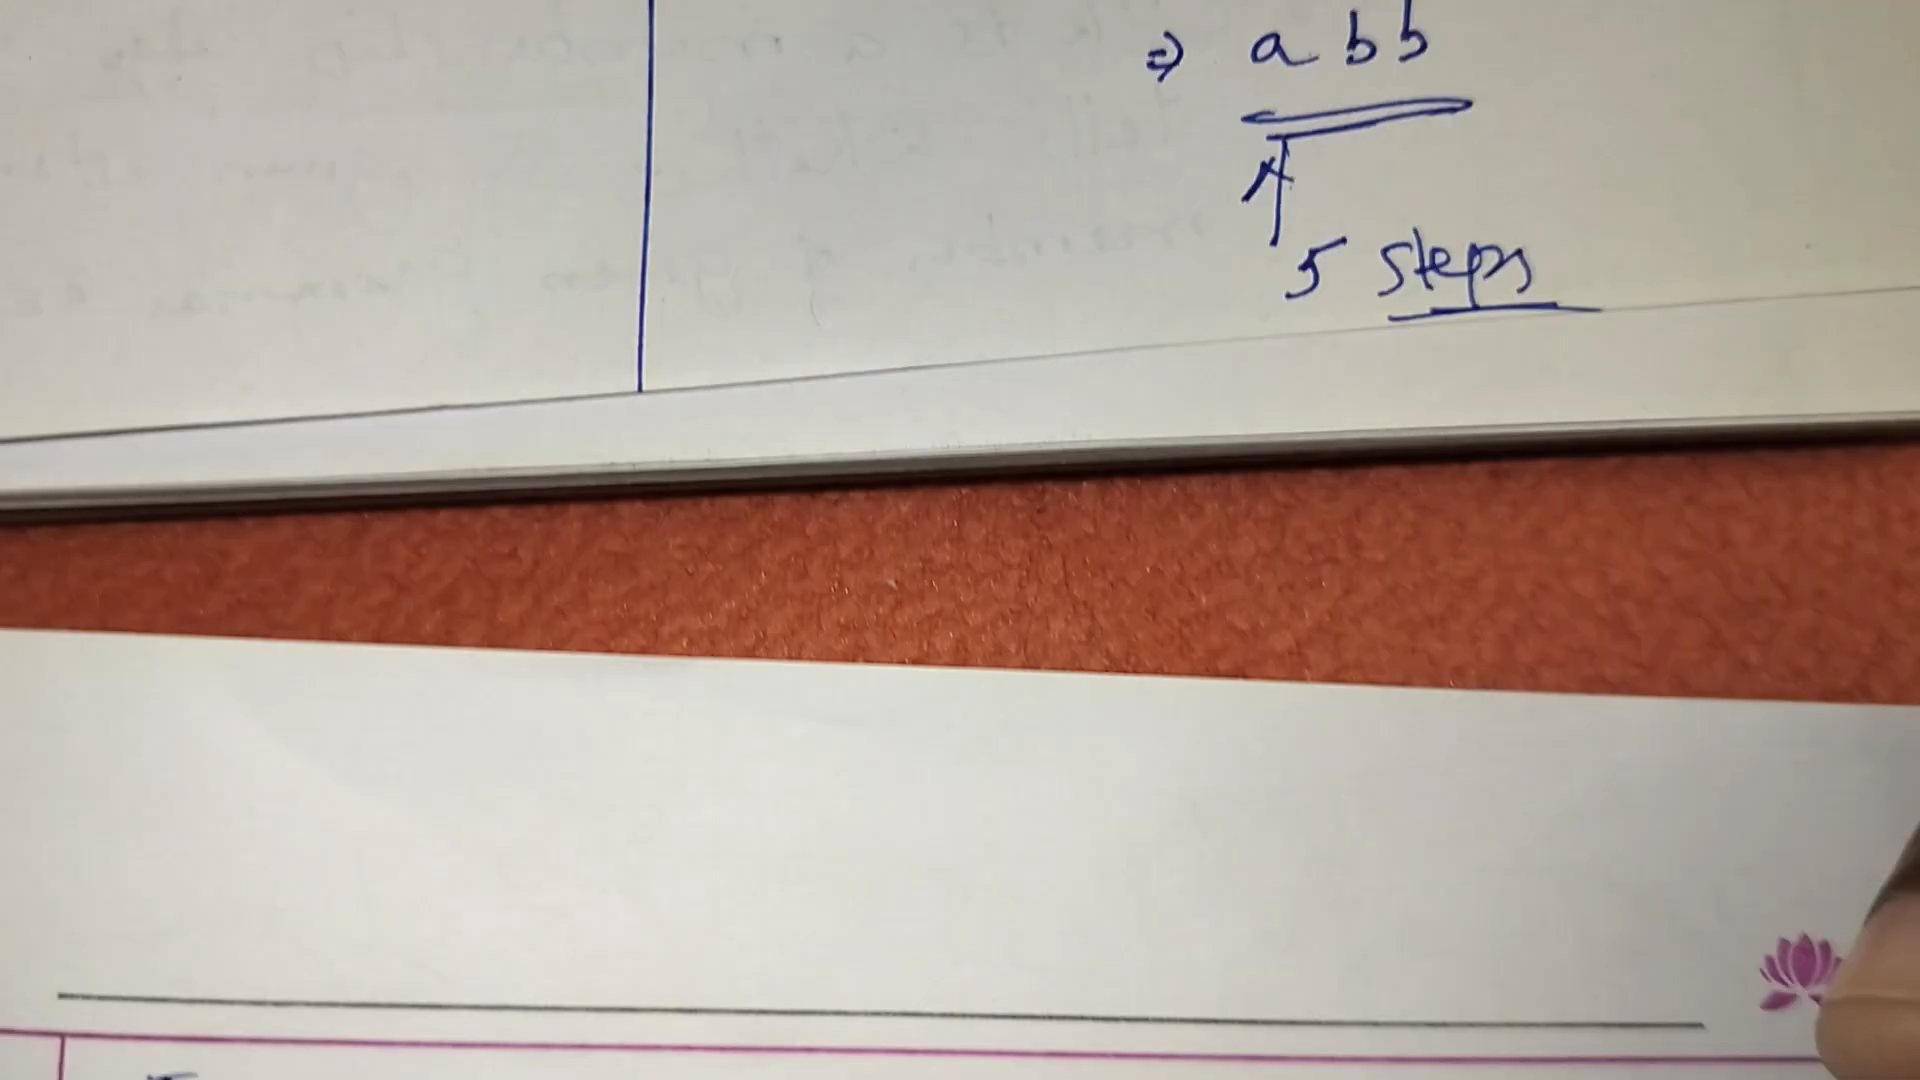 ⇒ a b b
5 steps